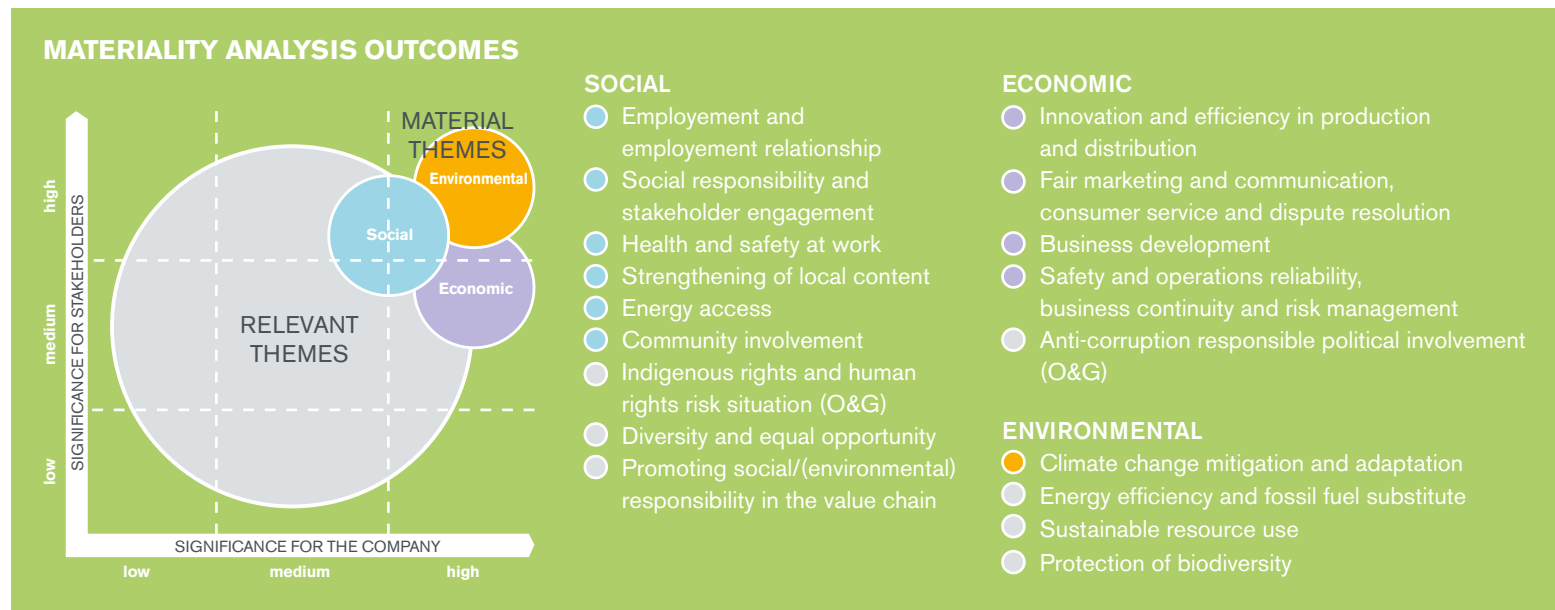 MATERIALITY ANALYSIS OUTCOMES
MATERIAL
THEMES
Environmental
Social
Economic
RELEVANT
THEMES
SIGNIFICANCE FOR STAKEHOLDERS
high
medium
low
SIGNIFICANCE FOR THE COMPANY
low
medium
high
SOCIAL
Employement and
employement relationship
Social responsibility and
stakeholder engagement
Health and safety at work
Strengthening of local content
Energy access
Community involvement
Indigenous rights and human
rights risk situation (O&G)
Diversity and equal opportunity
Promoting social/(environmental)
responsibility in the value chain
ECONOMIC
Innovation and efficiency in production
and distribution
Fair marketing and communication,
consumer service and dispute resolution
Business development
Safety and operations reliability,
business continuity and risk management
Anti-corruption responsible political involvement
(O&G)
ENVIRONMENTAL
Climate change mitigation and adaptation
Energy efficiency and fossil fuel substitute
Sustainable resource use
Protection of biodiversity